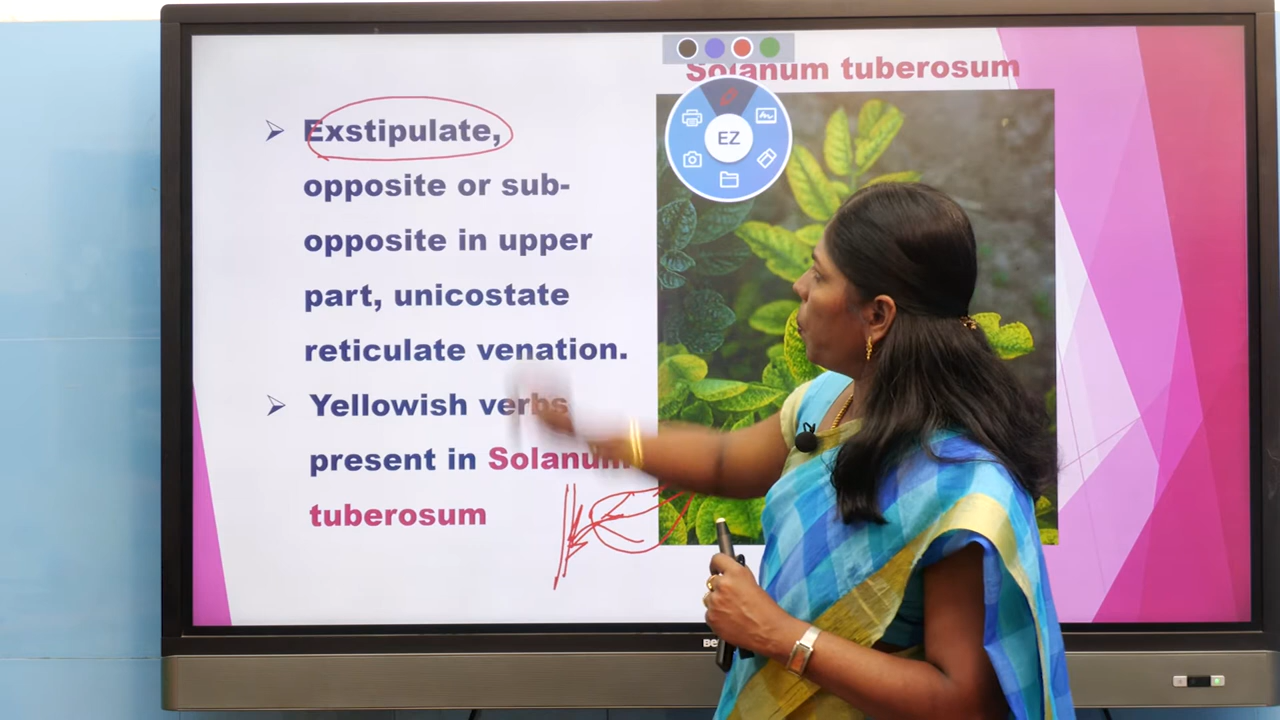 Solanum tuberosum
EZ
➢ Exstipulate,
opposite or sub-
opposite in upper
part, unicostate
reticulate venation.
➢ Yellowish verbs
present in Solanum
tuberosum